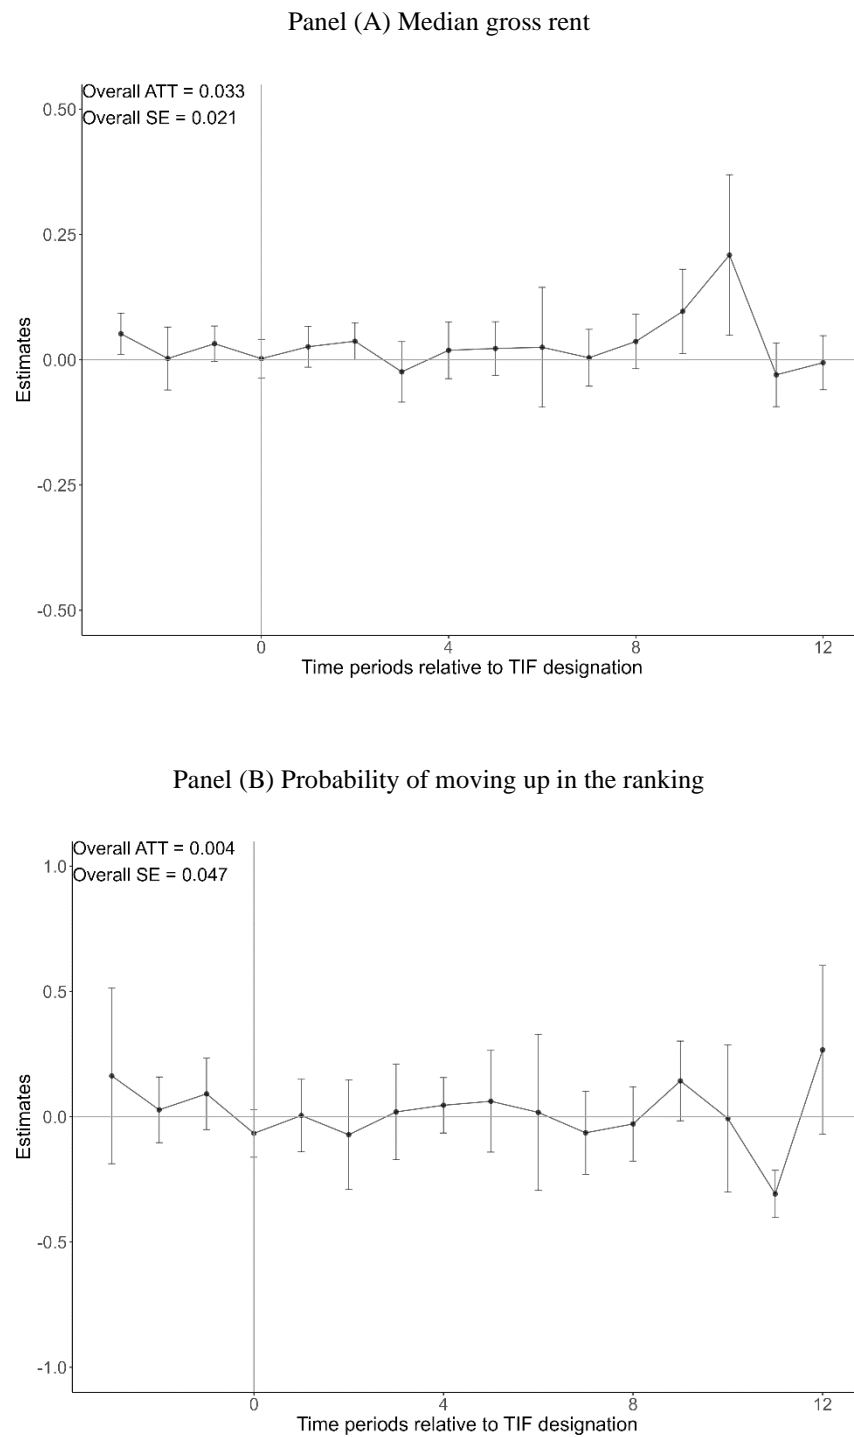 Panel (A) Median gross rent
Overall ATT = 0.033
Overall SE = 0.021
0.50
0.25
0.00
-0.25
-0.50
Estimates
0 4 8 12
Time periods relative to TIF designation
Panel (B) Probability of moving up in the ranking
Overall ATT = 0.004
Overall SE = 0.047
1.0
0.5
0.0
-0.5
-1.0
Estimates
0 4 8 12
Time periods relative to TIF designation